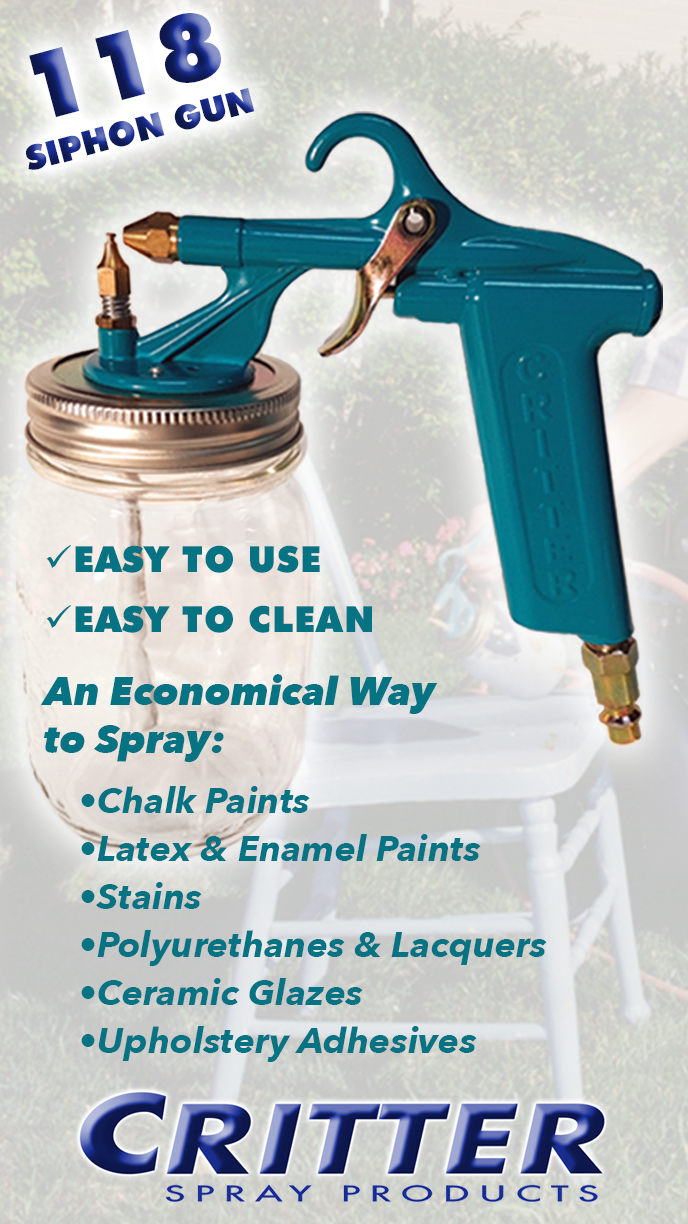 118
SIPHON GUN
CRITTER
✓EASY TO USE
✓EASY TO CLEAN
An Economical Way
to Spray:
•Chalk Paints
•Latex & Enamel Paints
•Stains
•Polyurethanes & Lacquers
•Ceramic Glazes
•Upholstery Adhesives
CRITTER
SPRAY PRODUCTS